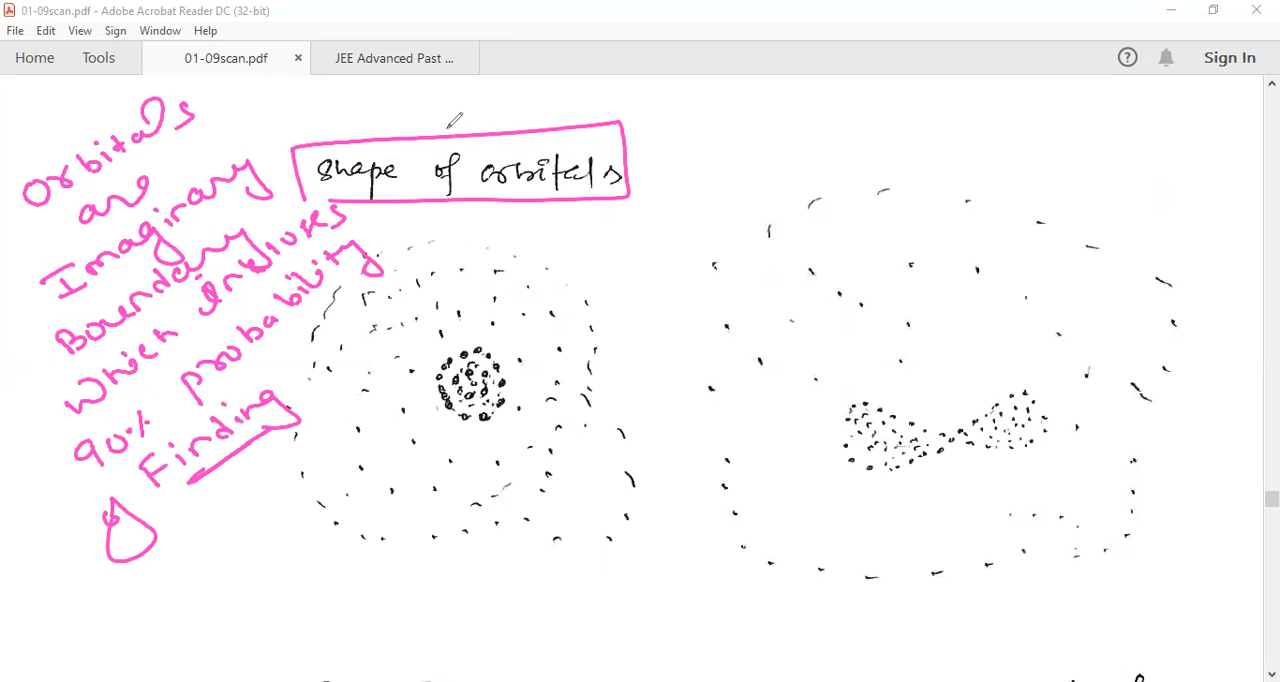 01-09scan.pdf - Adobe Acrobat Reader DC (32-bit)
File Edit View Sign Window Help
Home Tools 01-09scan.pdf × JEE Advanced Past ... ? Sign In
shape of orbitals
Orbitals
are
Imaginary
Boundary
which
90% probability
Finding